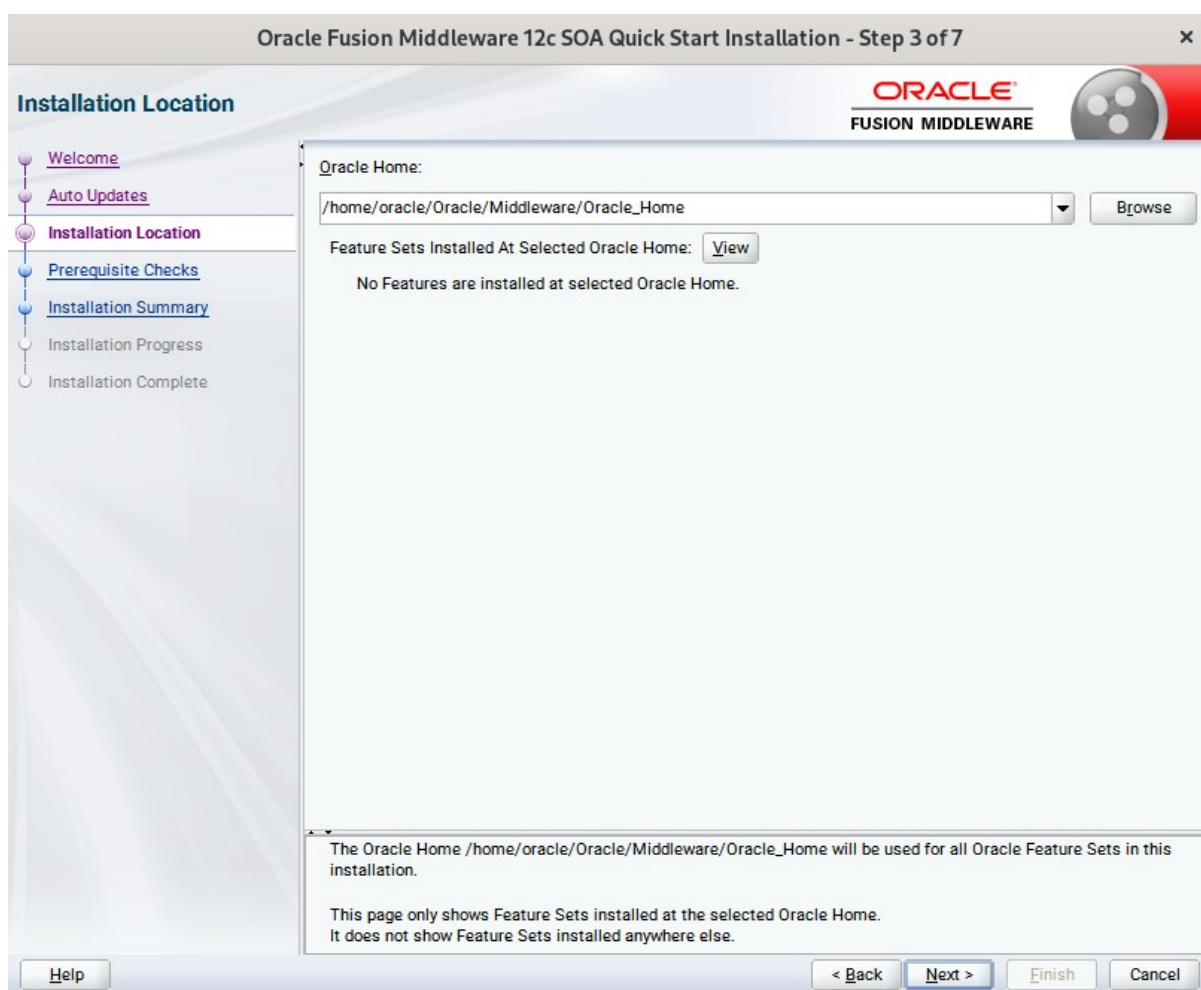 Oracle Fusion Middleware 12c SOA Quick Start Installation - Step 3 of 7
Installation Location
ORACLE
FUSION MIDDLEWARE
Welcome
Auto Updates
Installation Location
Prerequisite Checks
Installation Summary
Installation Progress
Installation Complete
Oracle Home:
/home/oracle/Oracle/Middleware/Oracle_Home
Browse
Feature Sets Installed At Selected Oracle Home: View
No Features are installed at selected Oracle Home.
The Oracle Home /home/oracle/Oracle/Middleware/Oracle_Home will be used for all Oracle Feature Sets in this
installation.
This page only shows Feature Sets installed at the selected Oracle Home.
It does not show Feature Sets installed anywhere else.
Help < Back Next > Finish Cancel